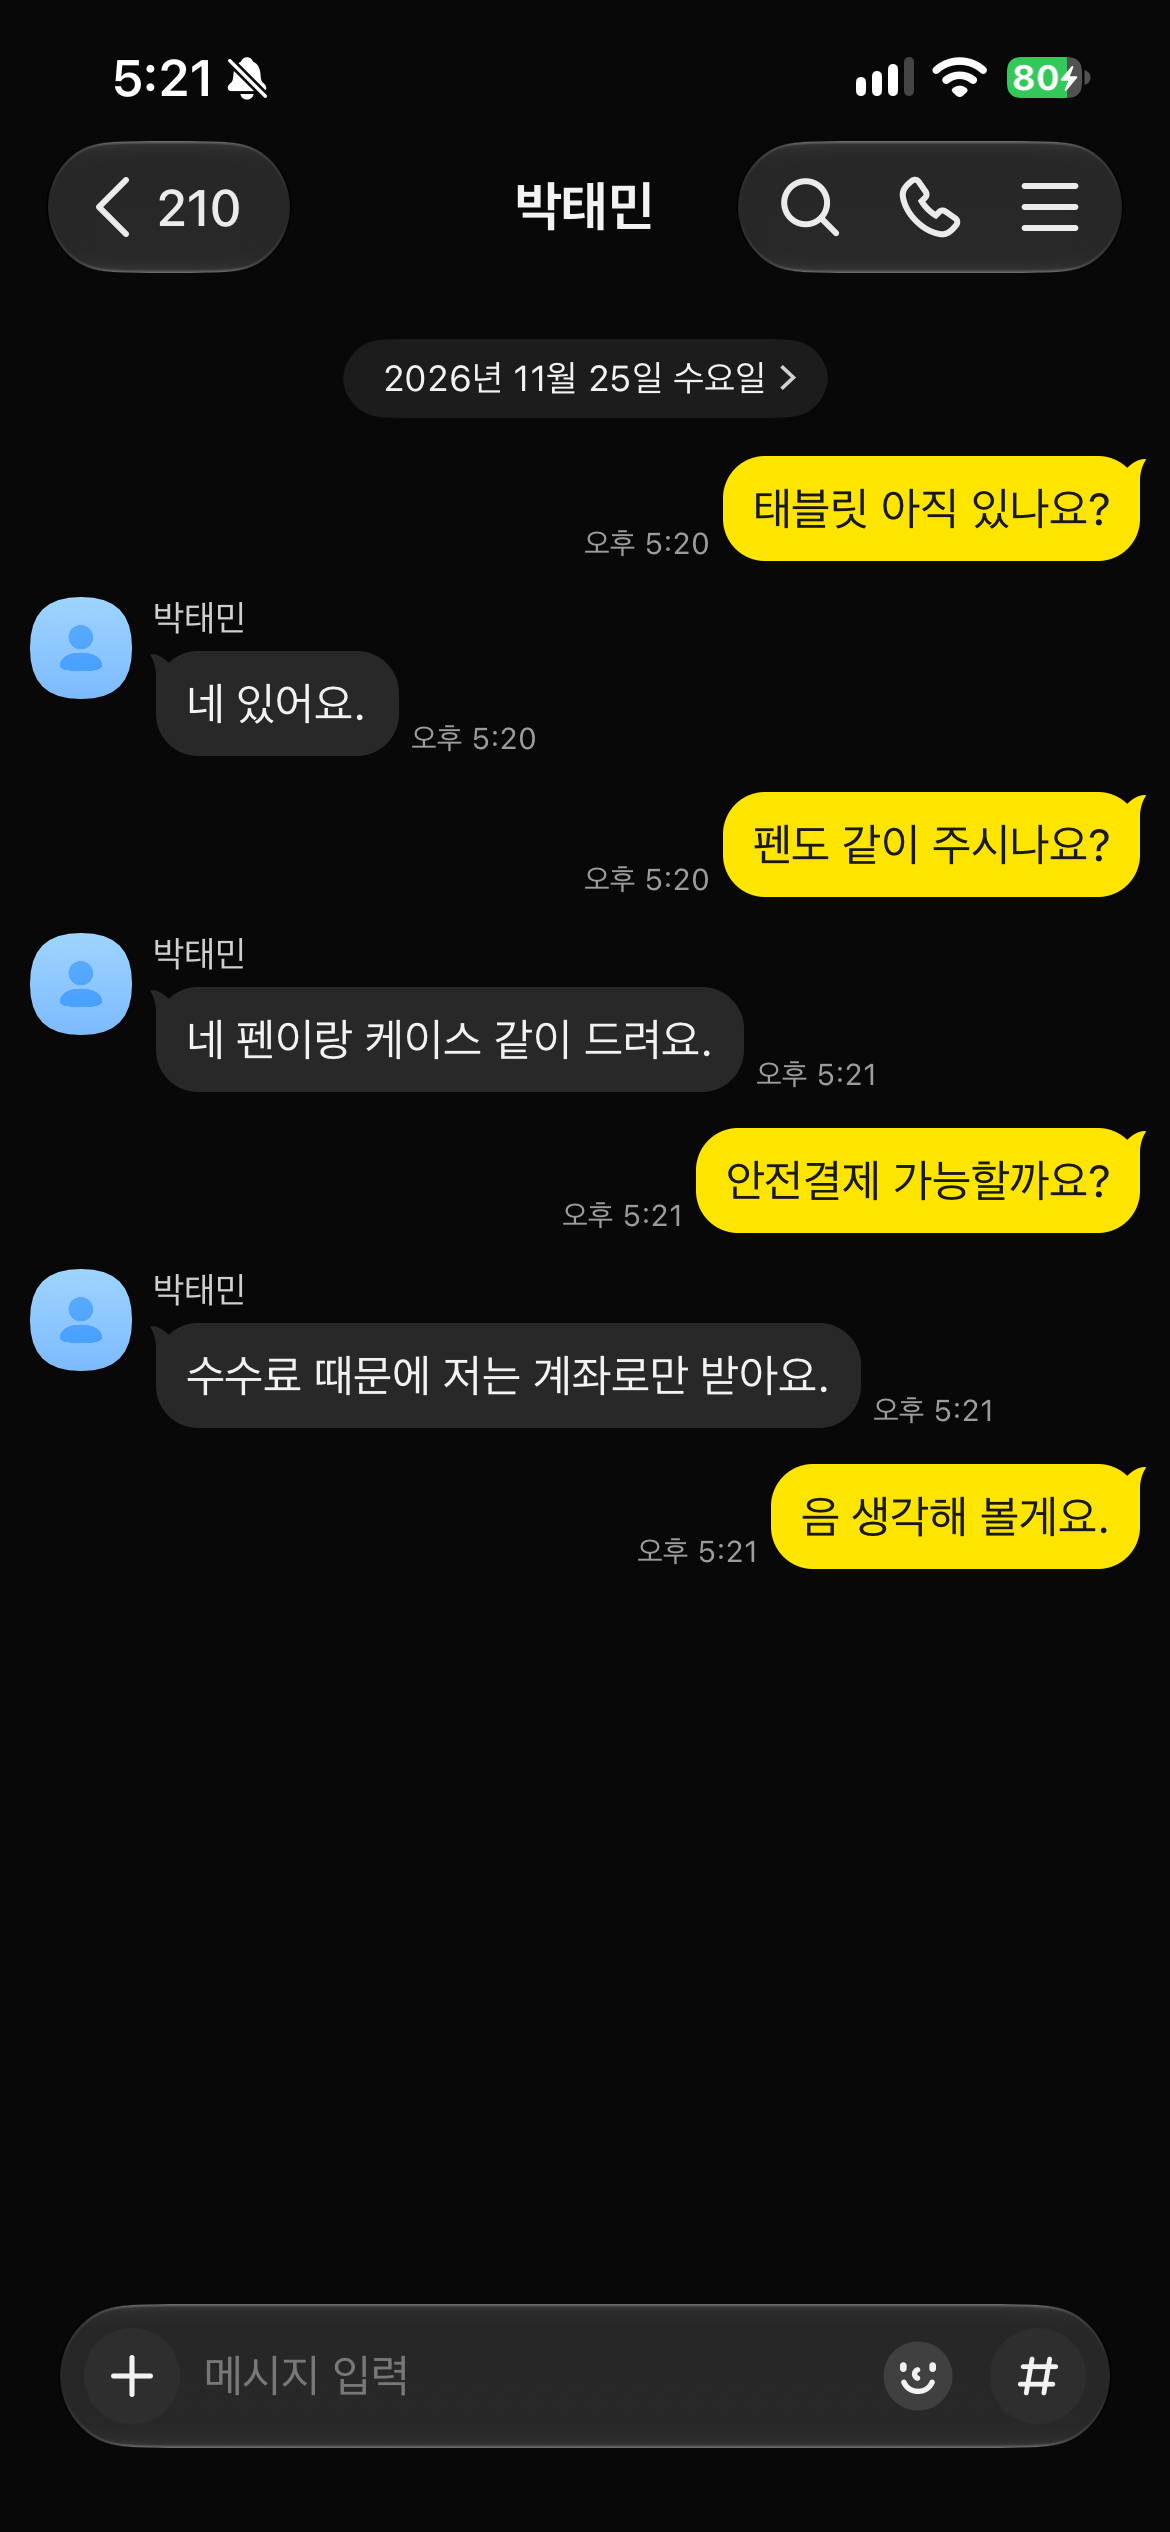 5:21
80
210
박태민
2026년 11월 25일 수요일
태블릿 아직 있나요?
오후 5:20
박태민
네 있어요.
오후 5:20
펜도 같이 주시나요?
오후 5:20
박태민
네 펜이랑 케이스 같이 드려요.
오후 5:21
안전결제 가능할까요?
오후 5:21
박태민
수수료 때문에 저는 계좌로만 받아요.
오후 5:21
음 생각해 볼게요.
오후 5:21
메시지 입력